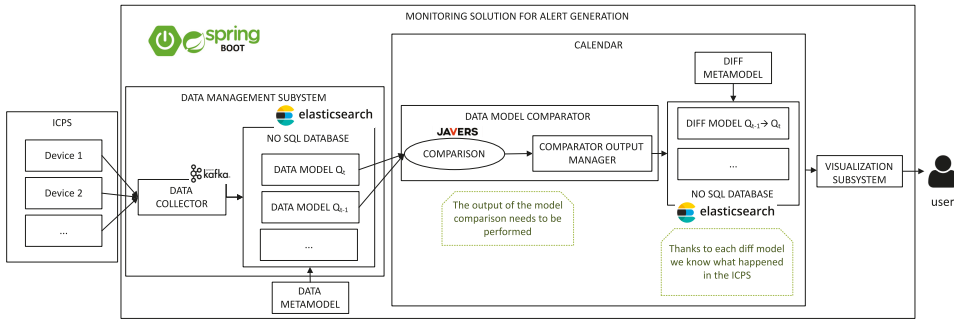 MONITORING SOLUTION FOR ALERT GENERATION
spring
BOOT
CALENDAR
DIFF
METAMODEL
DATA MANAGEMENT SUBYSTEM
elasticsearch
NO SQL DATABASE
ICPS
Device 1
Device 2
...
kafka
DATA
COLLECTOR
DATA MODEL Qt
DATA MODEL Qt-1
...
DATA
METAMODEL
DATA MODEL COMPARATOR
JAVERS
COMPARISON
COMPARATOR OUTPUT
MANAGER
The output of the model
comparison needs to be
performed
DIFF MODEL Qt-1→ Qt
...
NO SQL DATABASE
elasticsearch
Thanks to each diff model
we know what happened
in the ICPS
VISUALIZATION
SUBSYSTEM
user